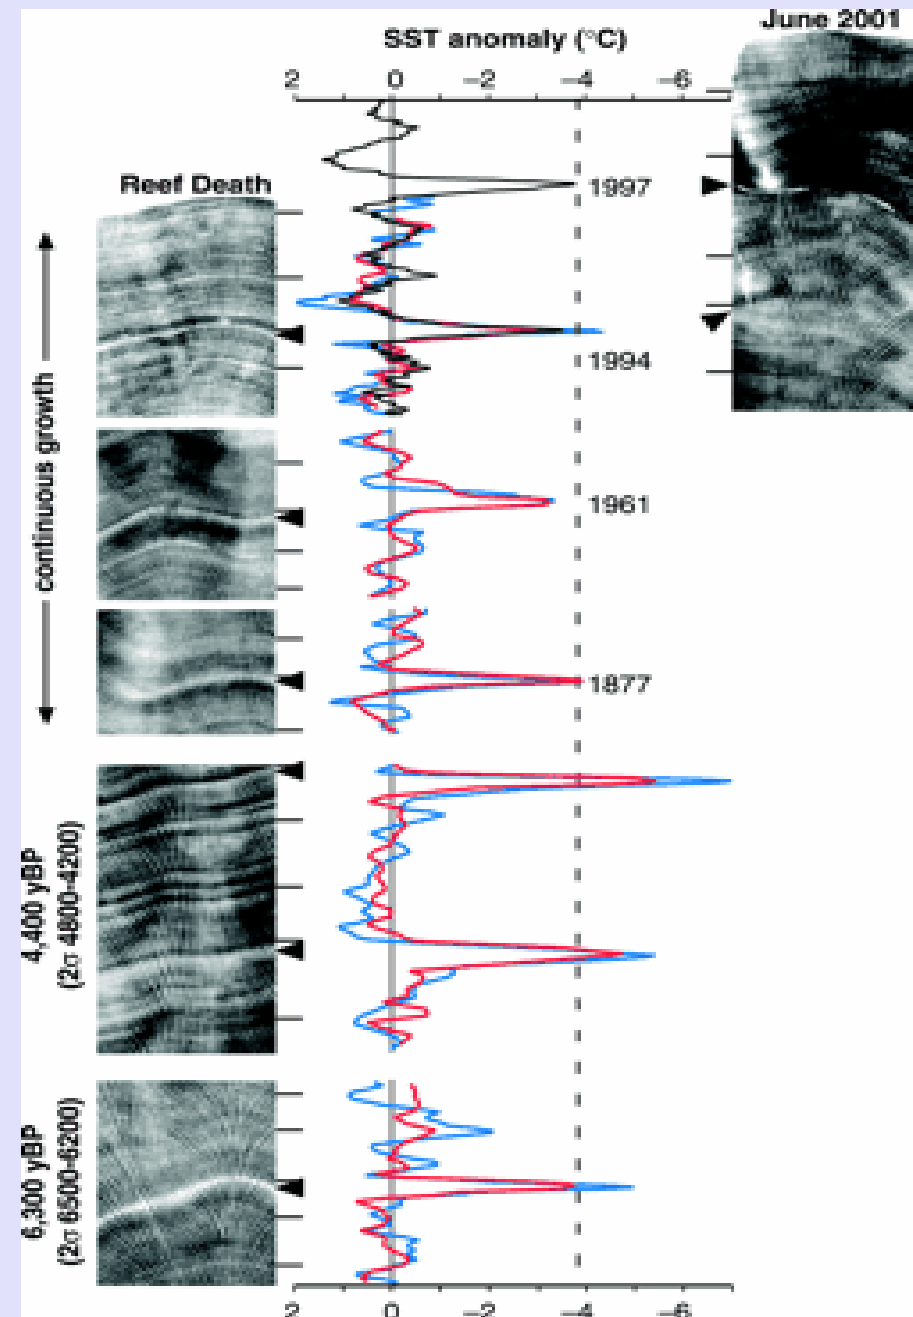 June 2001
SST anomaly (°C)
2 0 −2 −4 −6
Reef Death
1997
1994
1961
1877
continuous growth
4,400 yBP
(2σ 4800-4200)
6,300 yBP
(2σ 6500-6200)
2 0 −2 −4 −6